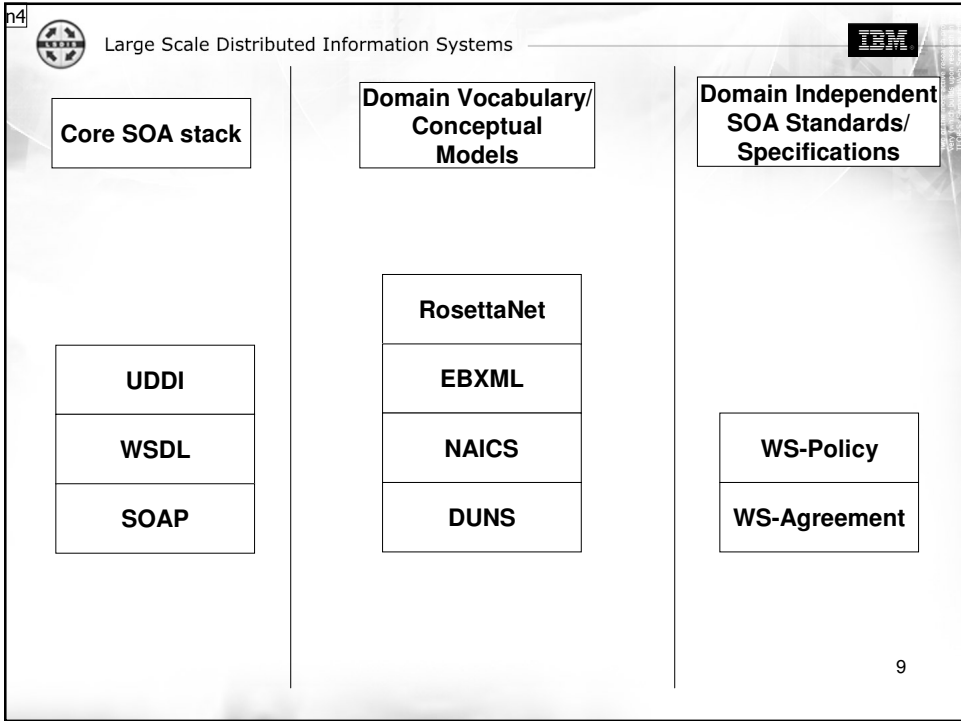 n4
LSDIS
Large Scale Distributed Information Systems
IBM
Core SOA stack
Domain Vocabulary/
Conceptual
Models
Domain Independent
SOA Standards/
Specifications
UDDI
WSDL
SOAP
RosettaNet
EBXML
NAICS
DUNS
WS-Policy
WS-Agreement
9